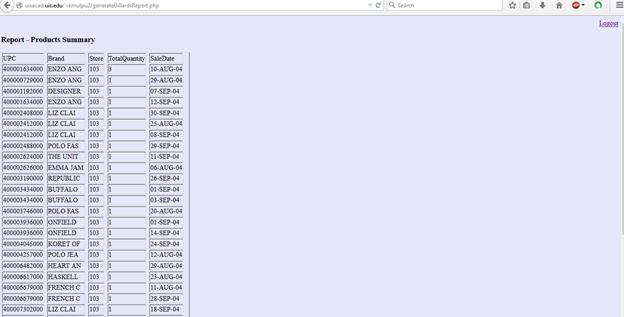 uisacad.uis.edu/~kmulpu2/generateDillardsReport.php
Search
Logout
Report - Products Summary
UPC Brand Store TotalQuantity SaleDate
400001634000 ENZO ANG 103 3 10-AUG-04
400000729000 ENZO ANG 103 1 29-AUG-04
400001192000 DESIGNER 103 1 07-SEP-04
400001634000 ENZO ANG 103 1 12-SEP-04
400002408000 LIZ CLAI 103 1 30-SEP-04
400002412000 LIZ CLAI 103 1 25-AUG-04
400002412000 LIZ CLAI 103 1 08-SEP-04
400002488000 POLO FAS 103 1 29-SEP-04
400002624000 THE UNIT 103 1 11-SEP-04
400002626000 EMMA JAM 103 1 06-AUG-04
400003190000 REPUBLIC 103 1 26-SEP-04
400003434000 BUFFALO 103 1 01-SEP-04
400003434000 BUFFALO 103 1 03-SEP-04
400003746000 POLO FAS 103 1 20-AUG-04
400003936000 ONFIELD 103 1 01-SEP-04
400003936000 ONFIELD 103 1 14-SEP-04
400004045000 KORET OF 103 1 24-SEP-04
400004257000 POLO JEA 103 1 12-AUG-04
400006482000 HEART AN 103 1 29-AUG-04
400006617000 HASKELL 103 1 23-AUG-04
400006679000 FRENCH C 103 1 11-AUG-04
400006679000 FRENCH C 103 1 28-SEP-04
400007302000 LIZ CLAI 103 1 18-SEP-04